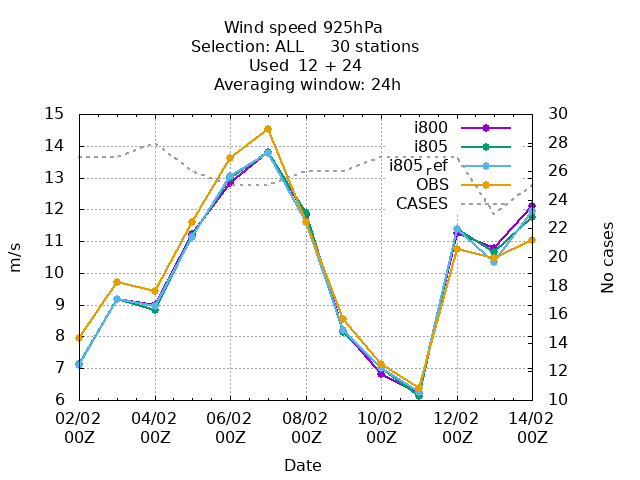 Wind speed 925hPa
Selection: ALL 30 stations
Used 12 + 24
Averaging window: 24h
15 30
14 28
13 26
12 24
11 22
10 20
9 18
8 16
7 14
6 12
10
i800
i805
i805ref
OBS
CASES
m/s
No cases
02/02 04/02 06/02 08/02 10/02 12/02 14/02
00Z 00Z 00Z 00Z 00Z 00Z 00Z
Date